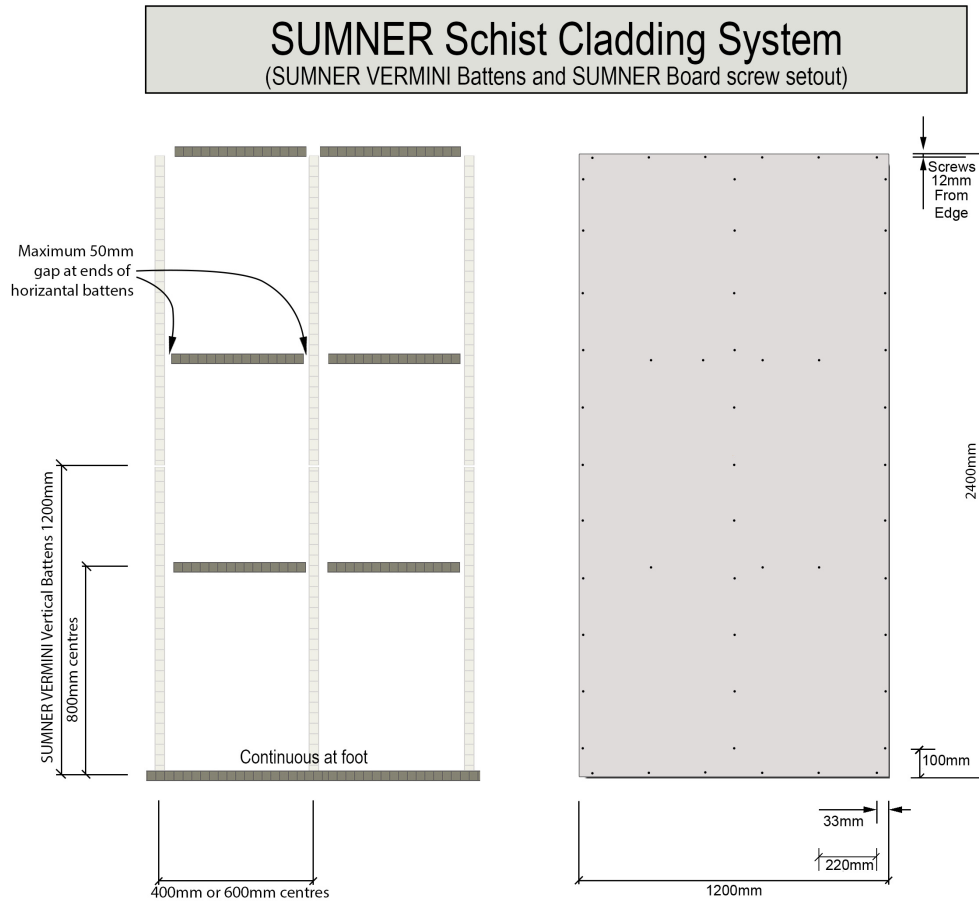 SUMNER Schist Cladding System
(SUMNER VERMINI Battens and SUMNER Board screw setout)
Maximum 50mm
gap at ends of
horizantal battens
SUMNER VERMINI Vertical Battens 1200mm
800mm centres
Continuous at foot
400mm or 600mm centres
Screws
12mm
From
Edge
2400mm
100mm
33mm
220mm
1200mm